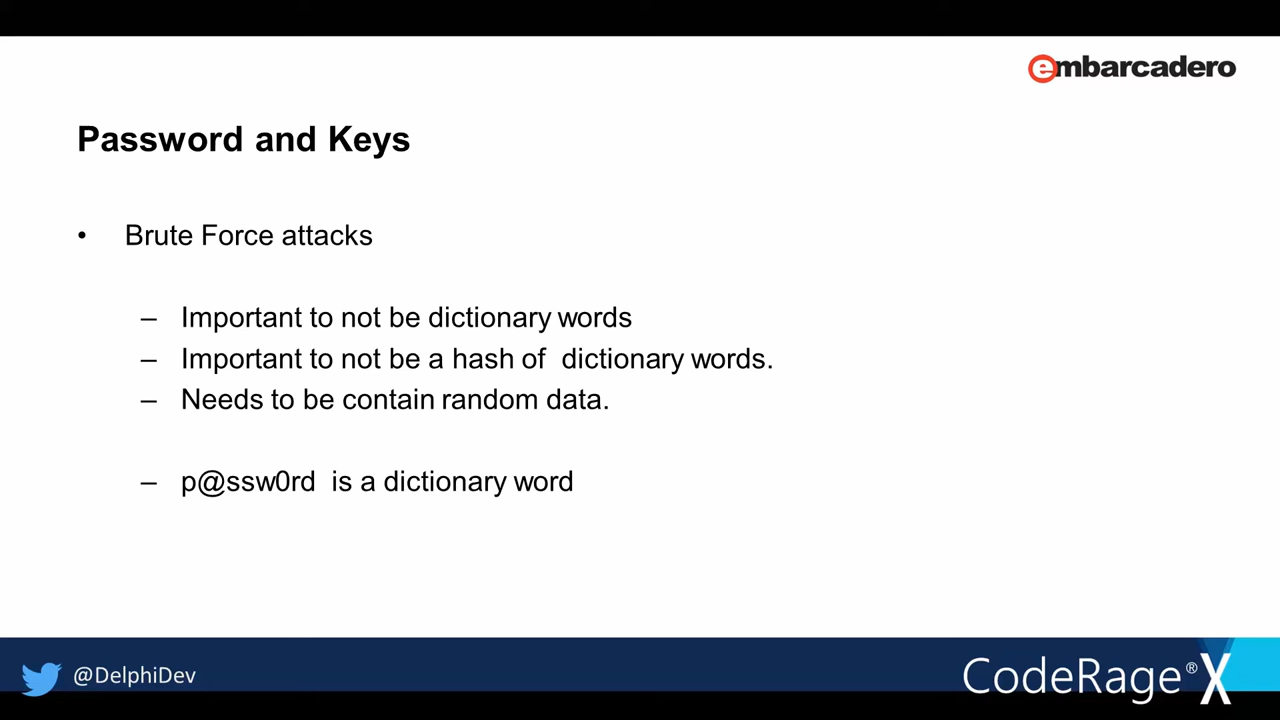 embarcadero
Password and Keys
• Brute Force attacks
– Important to not be dictionary words
– Important to not be a hash of dictionary words.
– Needs to be contain random data.
– p@ssw0rd is a dictionary word
@DelphiDev
CodeRage® X